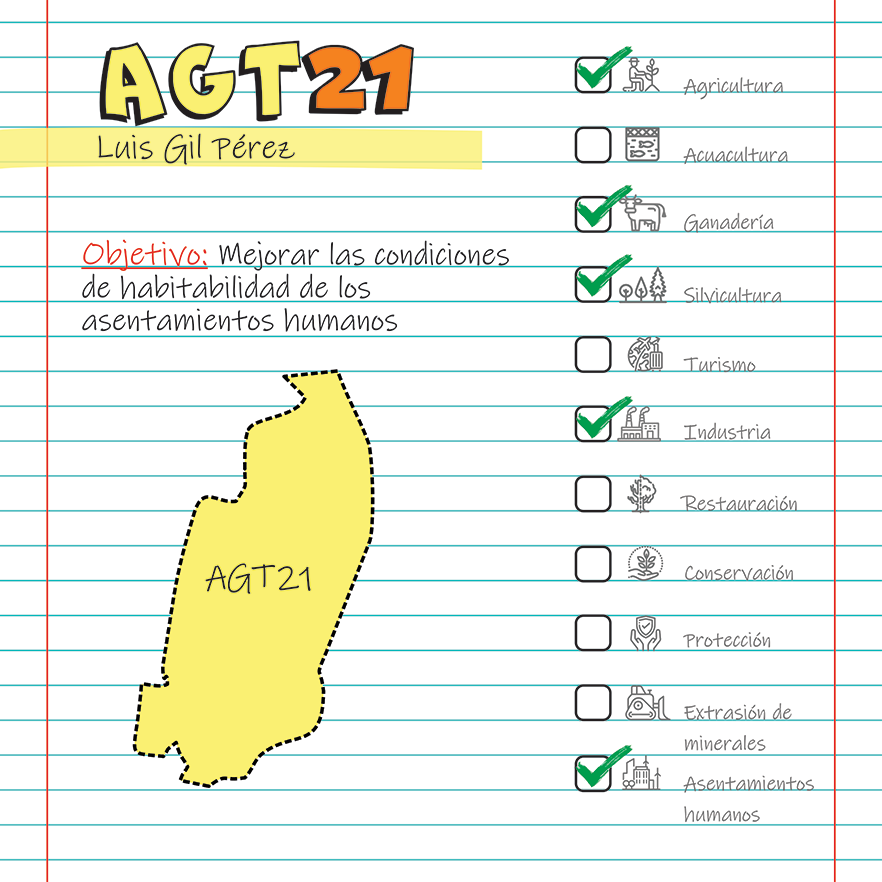 AGT21
Luis Gil Pérez
Objetivo: Mejorar las condiciones
de habitabilidad de los
asentamientos humanos
AGT21
Agricultura
Acuacultura
Ganadería
Silvicultura
Turismo
Industria
Restauración
Conservación
Protección
Extrasión de
minerales
Asentamientos
humanos